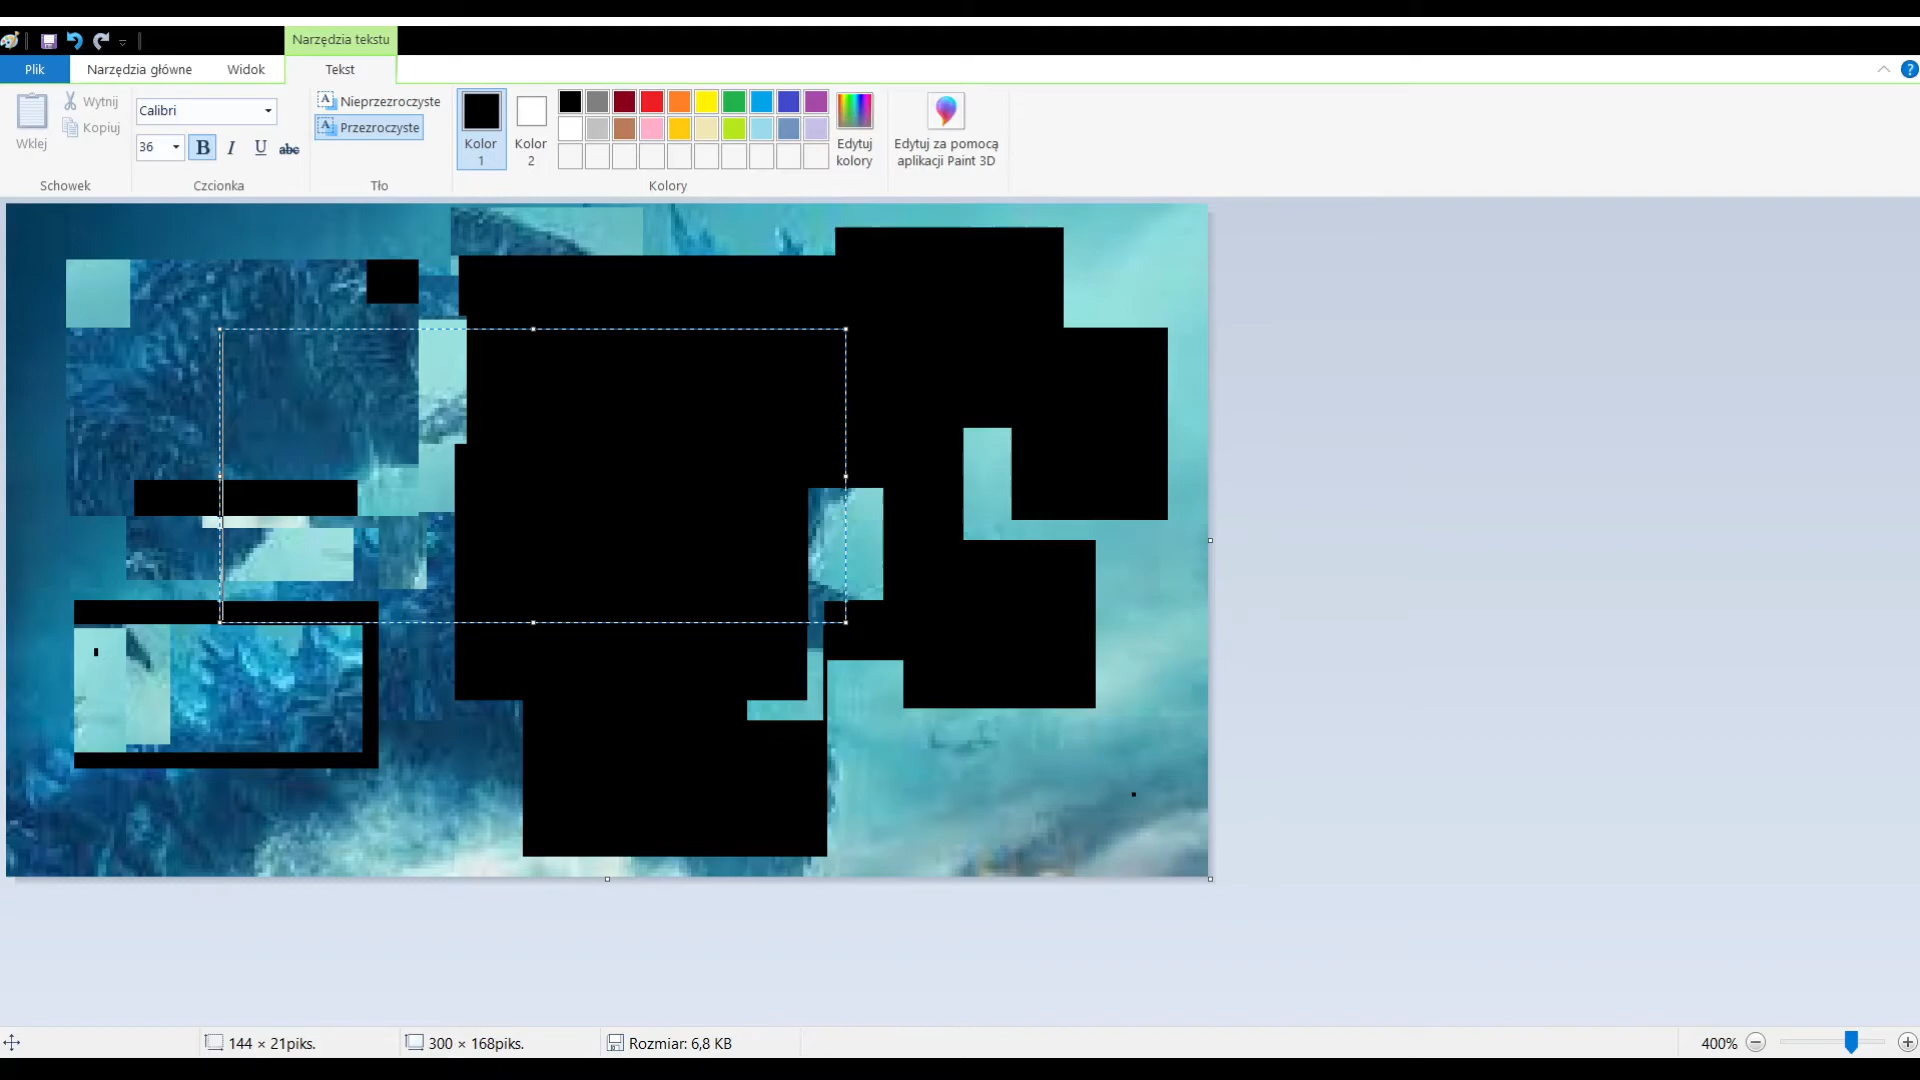 Narzędzia tekstu
Plik Narzędzia główne Widok Tekst
Wklej Wytnij Kopiuj
Schowek
Calibri
36 B I U abc
Czcionka
Nieprzezroczyste
Przezroczyste
Tło
Kolor 1
Kolor 2
Edytuj kolory
Kolory
Edytuj za pomocą aplikacji Paint 3D
144 × 21piks. 300 × 168piks. Rozmiar: 6,8 KB 400%